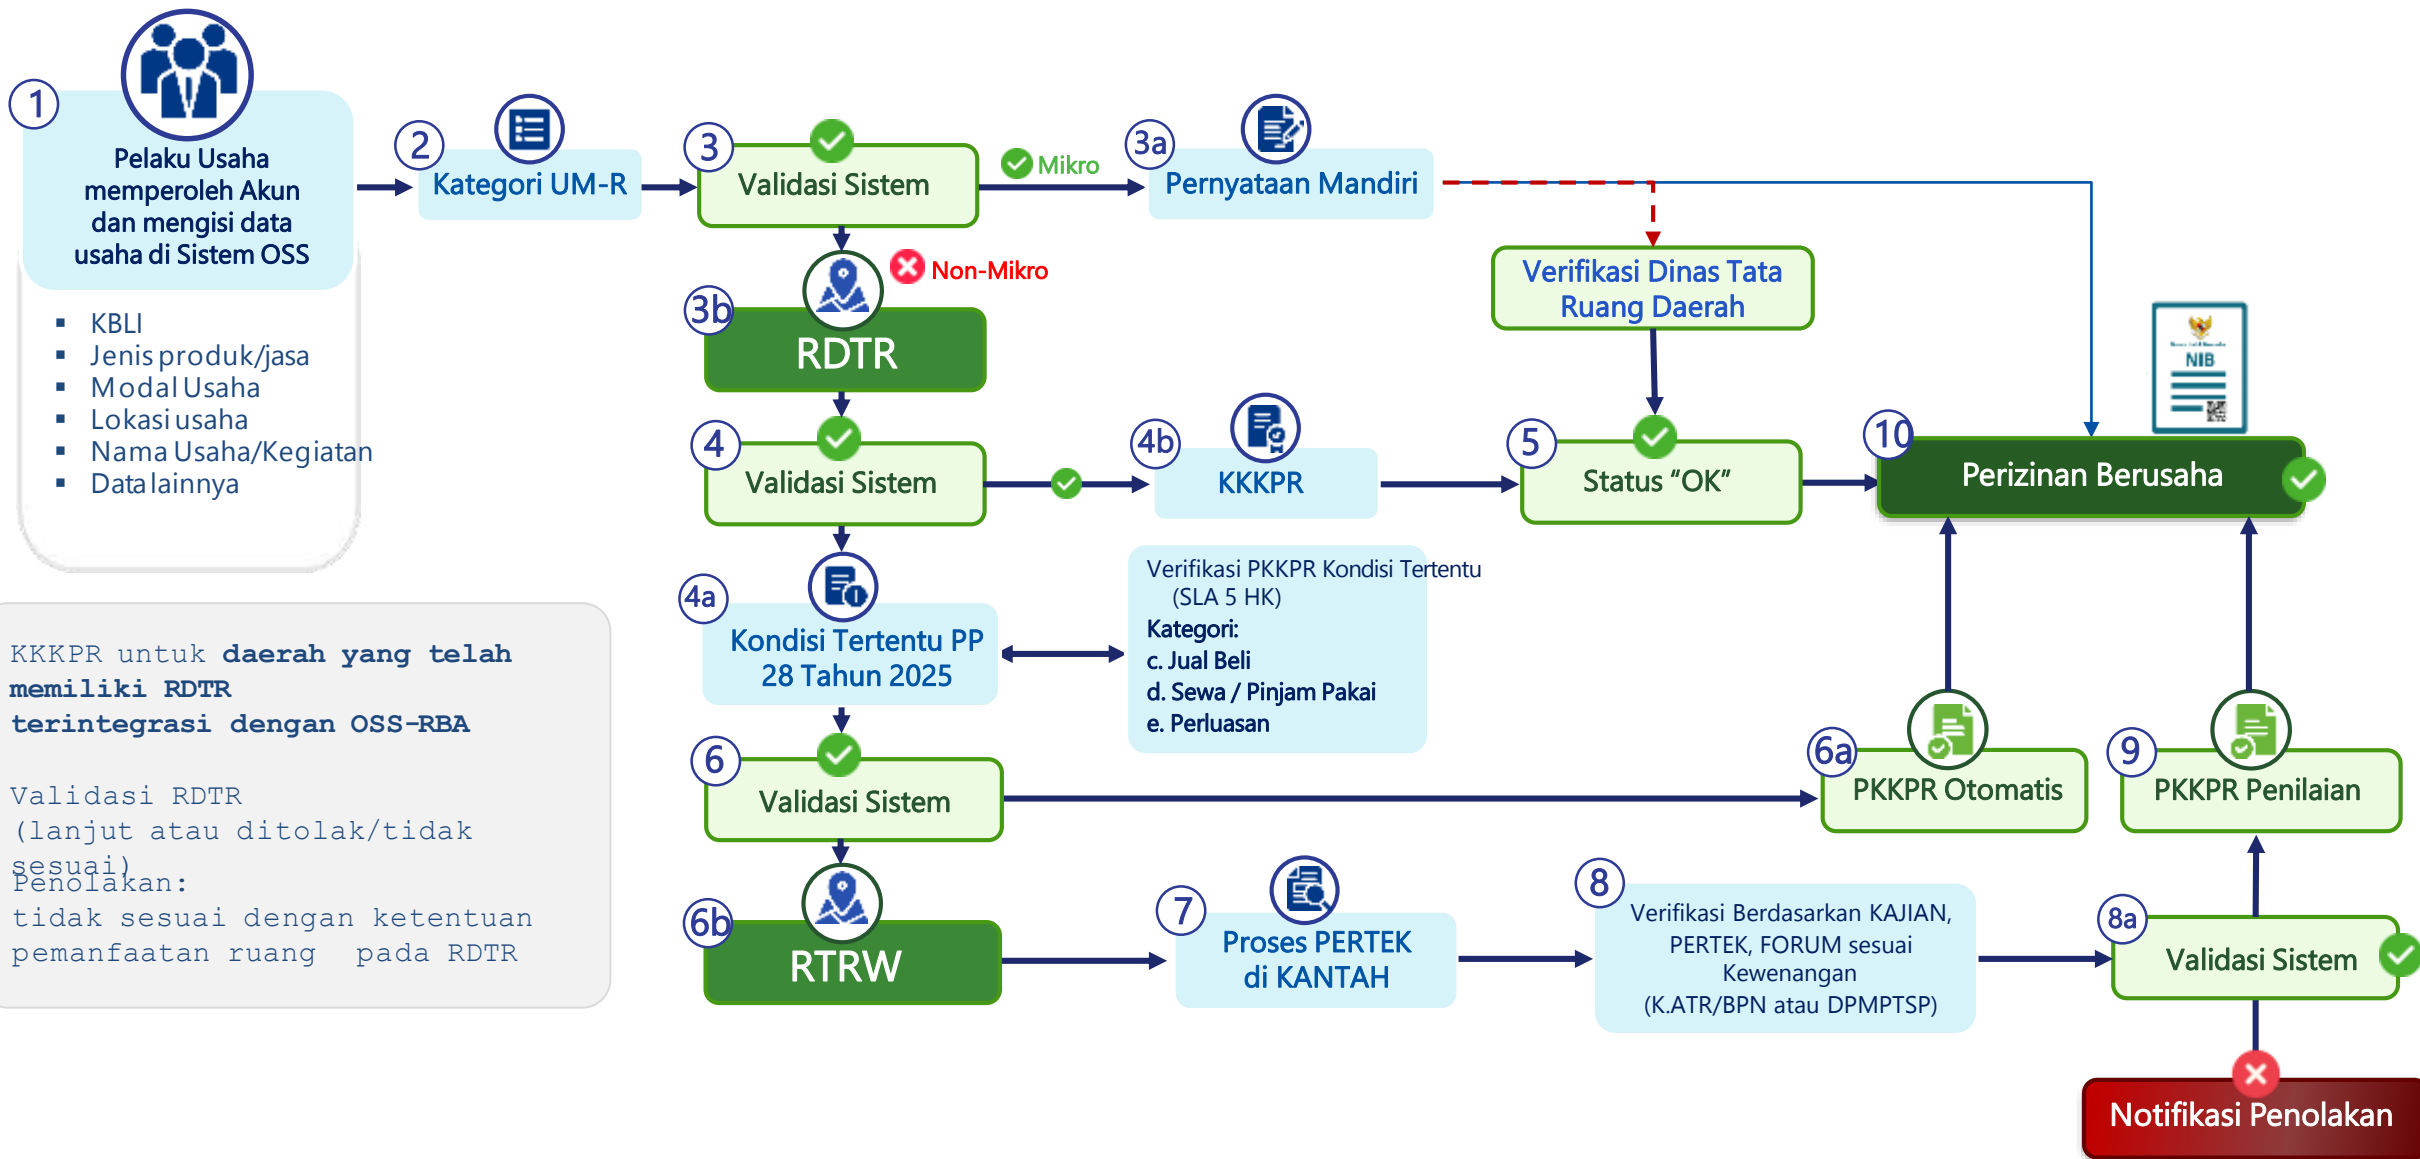 1
Pelaku Usaha
memperoleh Akun
dan mengisi data
usaha di Sistem OSS
▪ KBLI
▪ Jenis produk/jasa
▪ Modal Usaha
▪ Lokasi usaha
▪ Nama Usaha/Kegiatan
▪ Data lainnya
2
Kategori UM-R
3
Validasi Sistem
Mikro
3a
Pernyataan Mandiri
Non-Mikro
3b
RDTR
Verifikasi Dinas Tata
Ruang Daerah
NIB
4
Validasi Sistem
4b
KKKPR
5
Status “OK”
10
Perizinan Berusaha
4a
Kondisi Tertentu PP
28 Tahun 2025
Verifikasi PKKPR Kondisi Tertentu
(SLA 5 HK)
Kategori:
c. Jual Beli
d. Sewa / Pinjam Pakai
e. Perluasan
6
Validasi Sistem
6a
PKKPR Otomatis
9
PKKPR Penilaian
6b
RTRW
7
Proses PERTEK
di KANTAH
8
Verifikasi Berdasarkan KAJIAN,
PERTEK, FORUM sesuai
Kewenangan
(K.ATR/BPN atau DPMPTSP)
8a
Validasi Sistem
Notifikasi Penolakan
KKKPR untuk daerah yang telah
memiliki RDTR
terintegrasi dengan OSS-RBA
Validasi RDTR
(lanjut atau ditolak/tidak
sesuai)
Penolakan:
tidak sesuai dengan ketentuan
pemanfaatan ruang pada RDTR